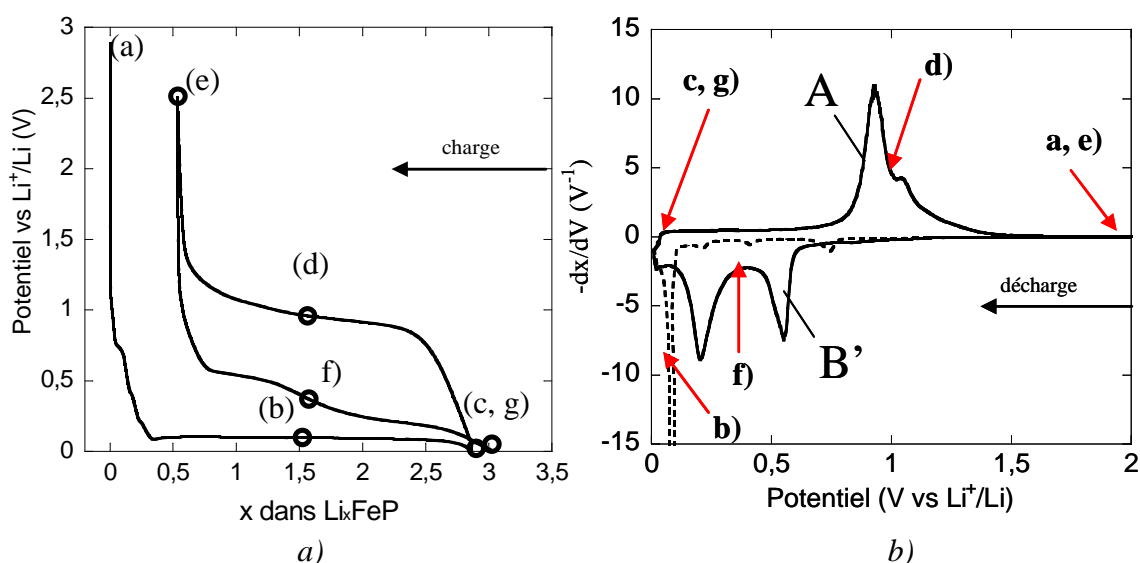 3
2,5
2
1,5
1
0,5
0
Potentiel vs Li⁺/Li (V)
(a)
(e)
charge
(d)
f)
(b)
(c, g)
0 0,5 1 1,5 2 2,5 3 3,5
x dans LiₓFeP
a)
15
10
5
0
-5
-10
-15
-dx/dV (V⁻¹)
c, g)
A
d)
a, e)
décharge
B’
f)
b)
0 0,5 1 1,5 2
Potentiel (V vs Li⁺/Li)
b)